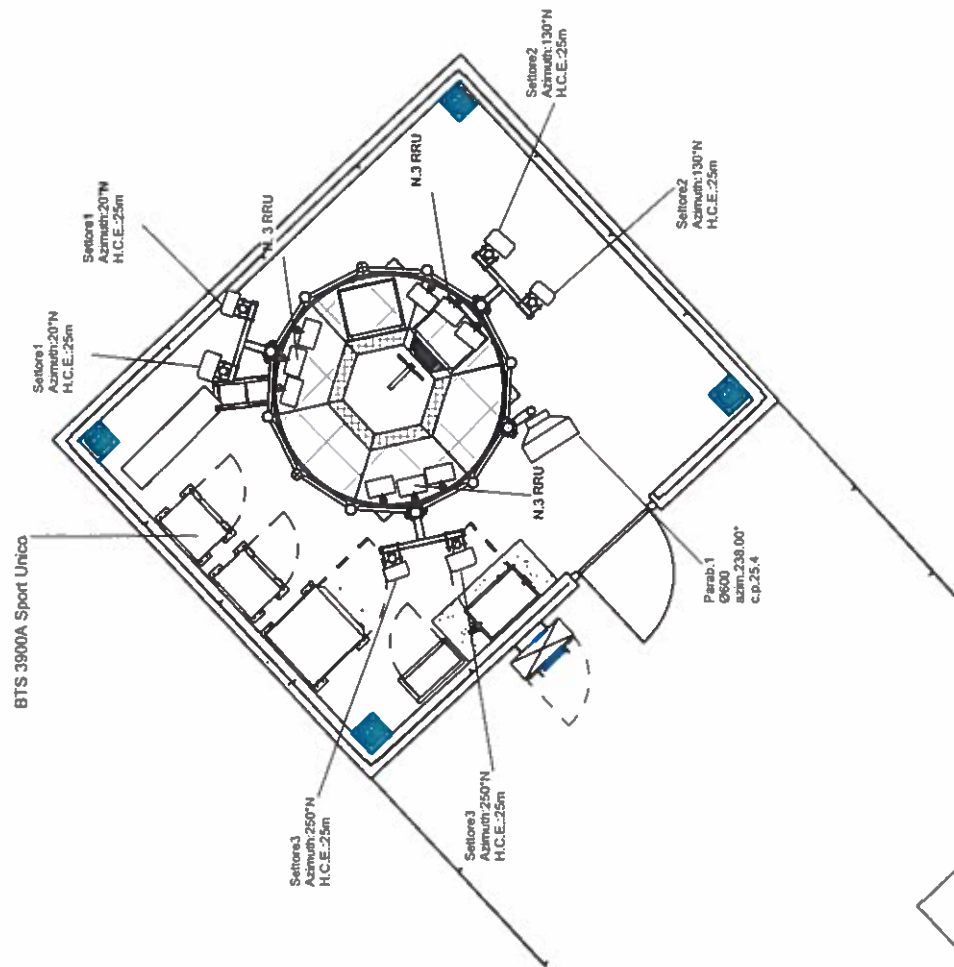 Settore2
Azimuth:130°N
H.C.E.:25m
N.3 RRU
Settore1
Azimuth:20°N
H.C.E.:25m
N. 3 RRU
Settore2
Azimuth:130°N
H.C.E.:25m
Settore1
Azimuth:20°N
H.C.E.:25m
N.3 RRU
BTS 3900A Sport Unico
Parab.1
Ø600
azim.238.00°
c.p.25.4
Settore3
Azimuth:250°N
H.C.E.:25m
Settore3
Azimuth:250°N
H.C.E.:25m